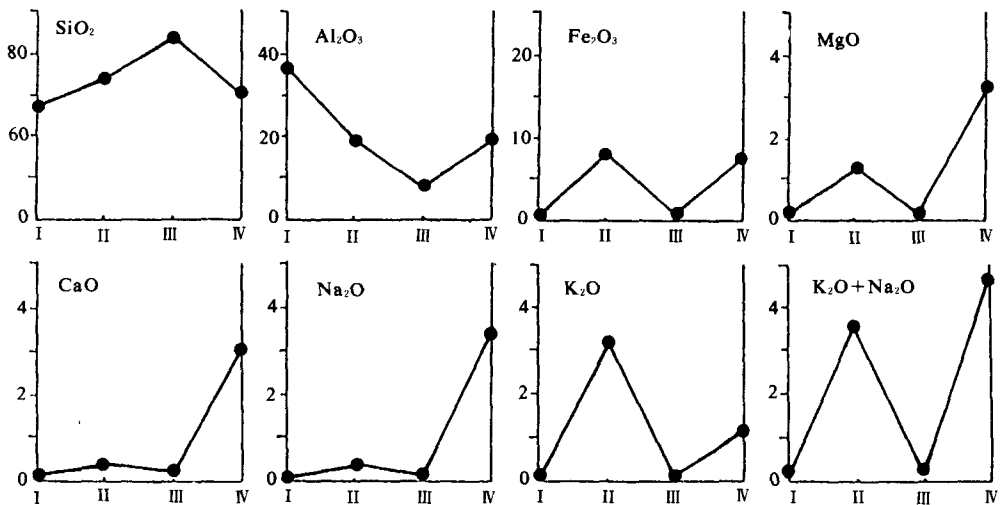 SiO₂
80
60
0
I II III IV
Al₂O₃
40
20
0
I II III IV
Fe₂O₃
20
10
0
I II III IV
MgO
4
2
0
I II III IV
CaO
4
2
0
I II III IV
Na₂O
4
2
0
I II III IV
K₂O
4
2
0
I II III IV
K₂O+Na₂O
4
2
0
I II III IV